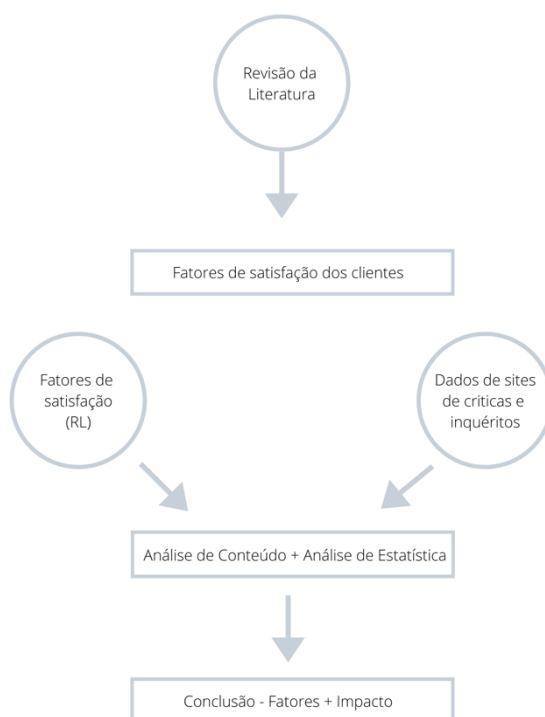 Revisão da
Literatura
Fatores de satisfação dos clientes
Fatores de
satisfação
(RL)
Dados de sites
de criticas e
inquéritos
Análise de Conteúdo + Análise de Estatística
Conclusão - Fatores + Impacto